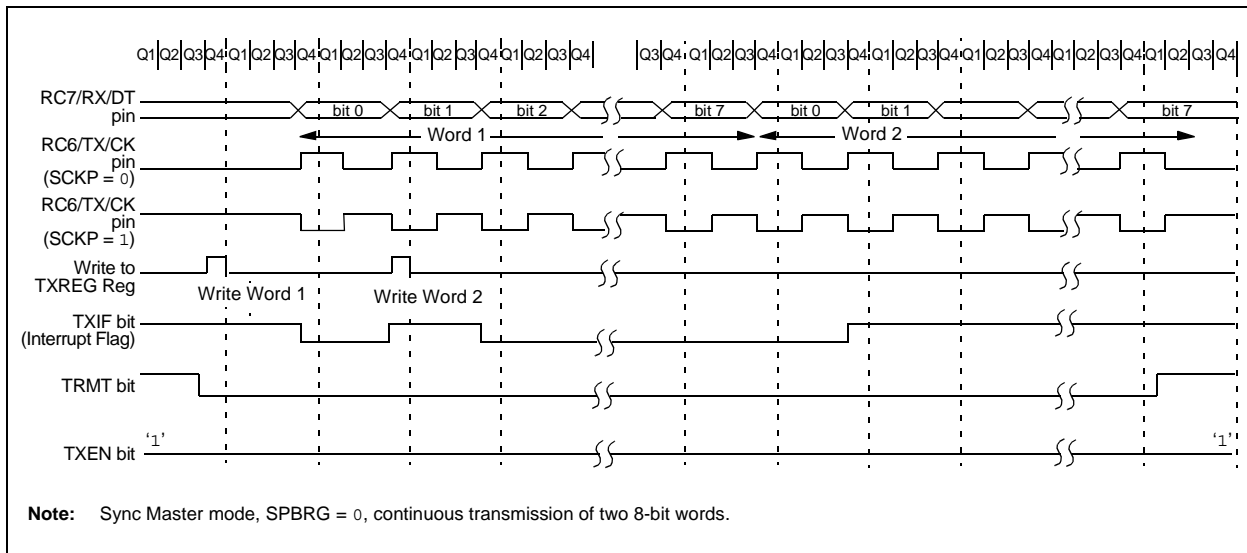 Q1 Q2 Q3 Q4 Q1 Q2 Q3 Q4 Q1 Q2 Q3 Q4 Q1 Q2 Q3 Q4 Q1 Q2 Q3 Q4 Q3 Q4 Q1 Q2 Q3 Q4 Q1 Q2 Q3 Q4 Q1 Q2 Q3 Q4 Q1 Q2 Q3 Q4 Q1 Q2 Q3 Q4 Q1 Q2 Q3 Q4
RC7/RX/DT
pin
bit 0 bit 1 bit 2 bit 7 bit 0 bit 1 bit 7
Word 1 Word 2
RC6/TX/CK
pin
(SCKP = 0)
RC6/TX/CK
pin
(SCKP = 1)
Write to
TXREG Reg
Write Word 1 Write Word 2
TXIF bit
(Interrupt Flag)
TRMT bit
TXEN bit ‘1’ ‘1’
Note: Sync Master mode, SPBRG = 0, continuous transmission of two 8-bit words.